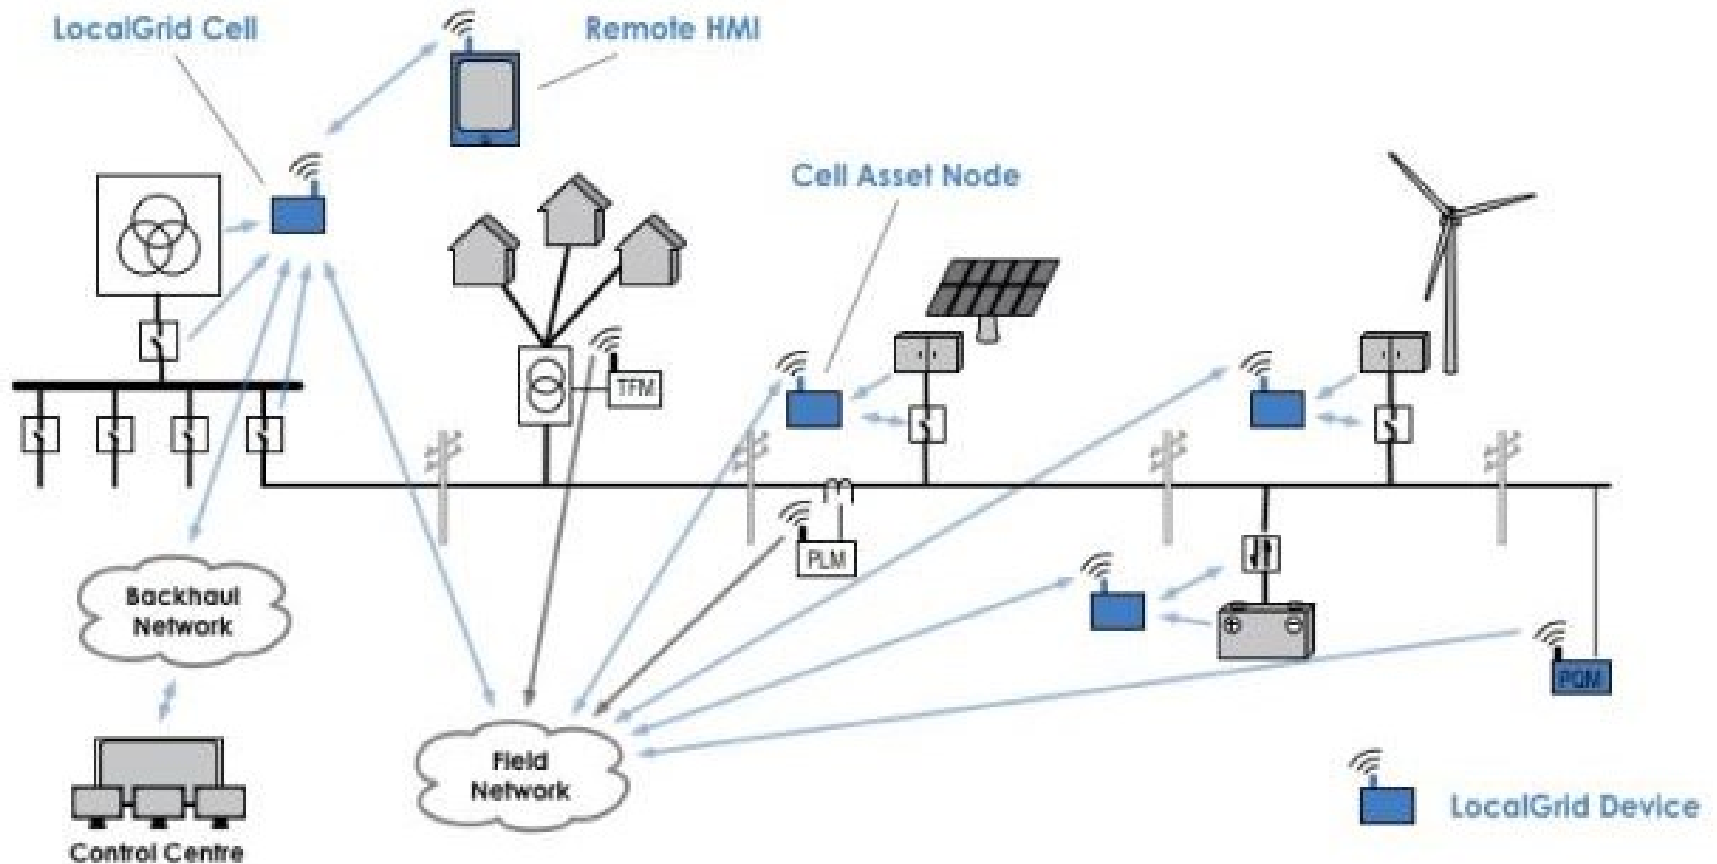 LocalGrid Cell
Remote HMI
Cell Asset Node
TFM
PLM
Backhaul
Network
PQM
Field
Network
LocalGrid Device
Control Centre